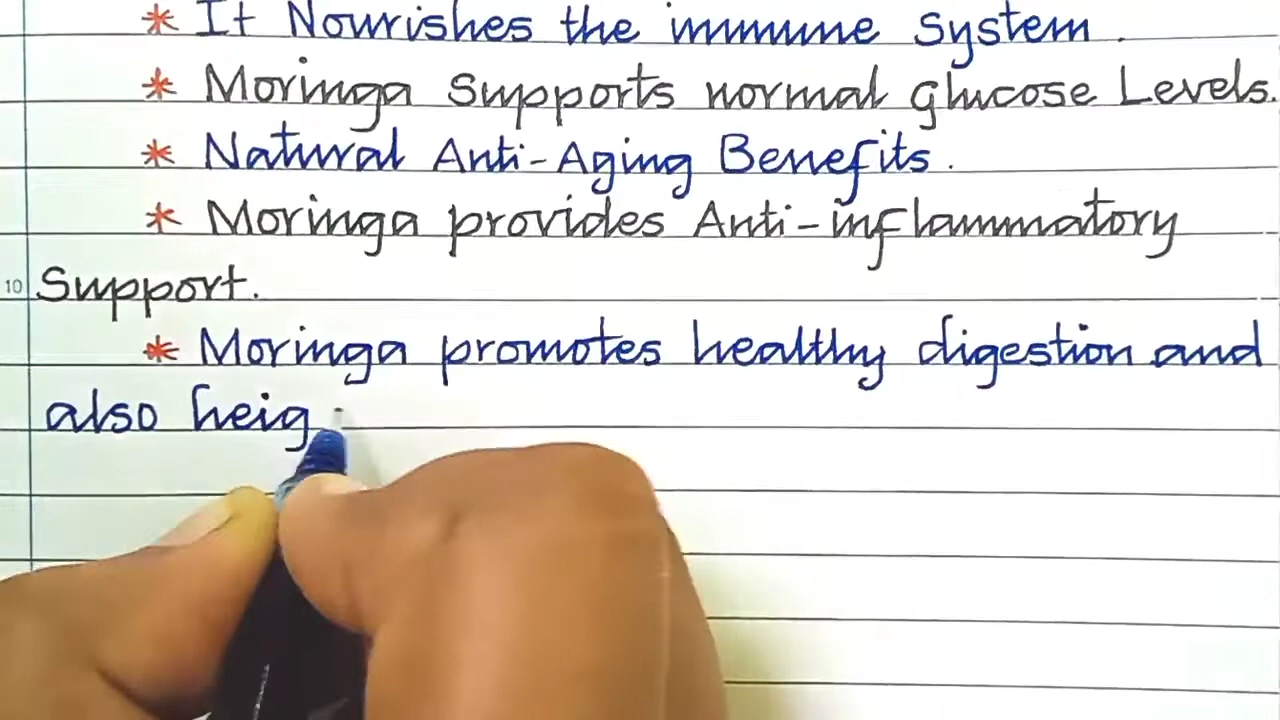 * It Nourishes the immune System.
* Moringa Supports normal glucose Levels.
* Natural Anti-Aging Benefits.
* Moringa provides Anti-inflammatory
10 Support.
* Moringa promotes healthy digestion and
also heig